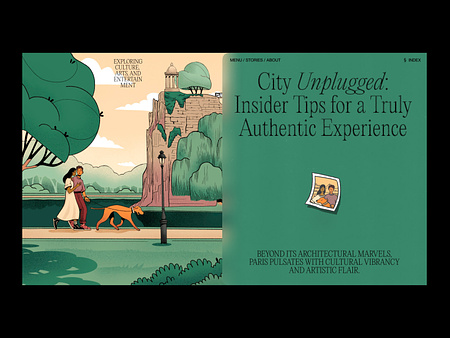 EXPLORING
CULTURE,
ARTS, AND
ENTERTAIN
MENT
MENU / STORIES / ABOUT
§ INDEX
City Unplugged:
Insider Tips for a Truly
Authentic Experience
BEYOND ITS ARCHITECTURAL MARVELS,
PARIS PULSATES WITH CULTURAL VIBRANCY
AND ARTISTIC FLAIR.